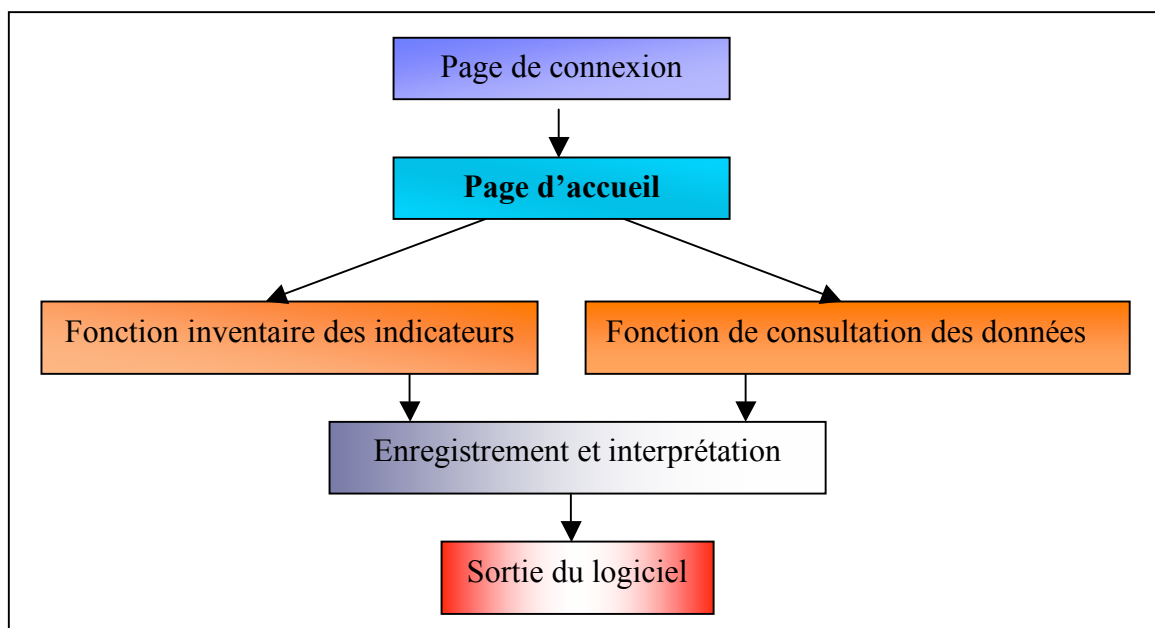 Page de connexion
Page d’accueil
Fonction inventaire des indicateurs
Fonction de consultation des données
Enregistrement et interprétation
Sortie du logiciel